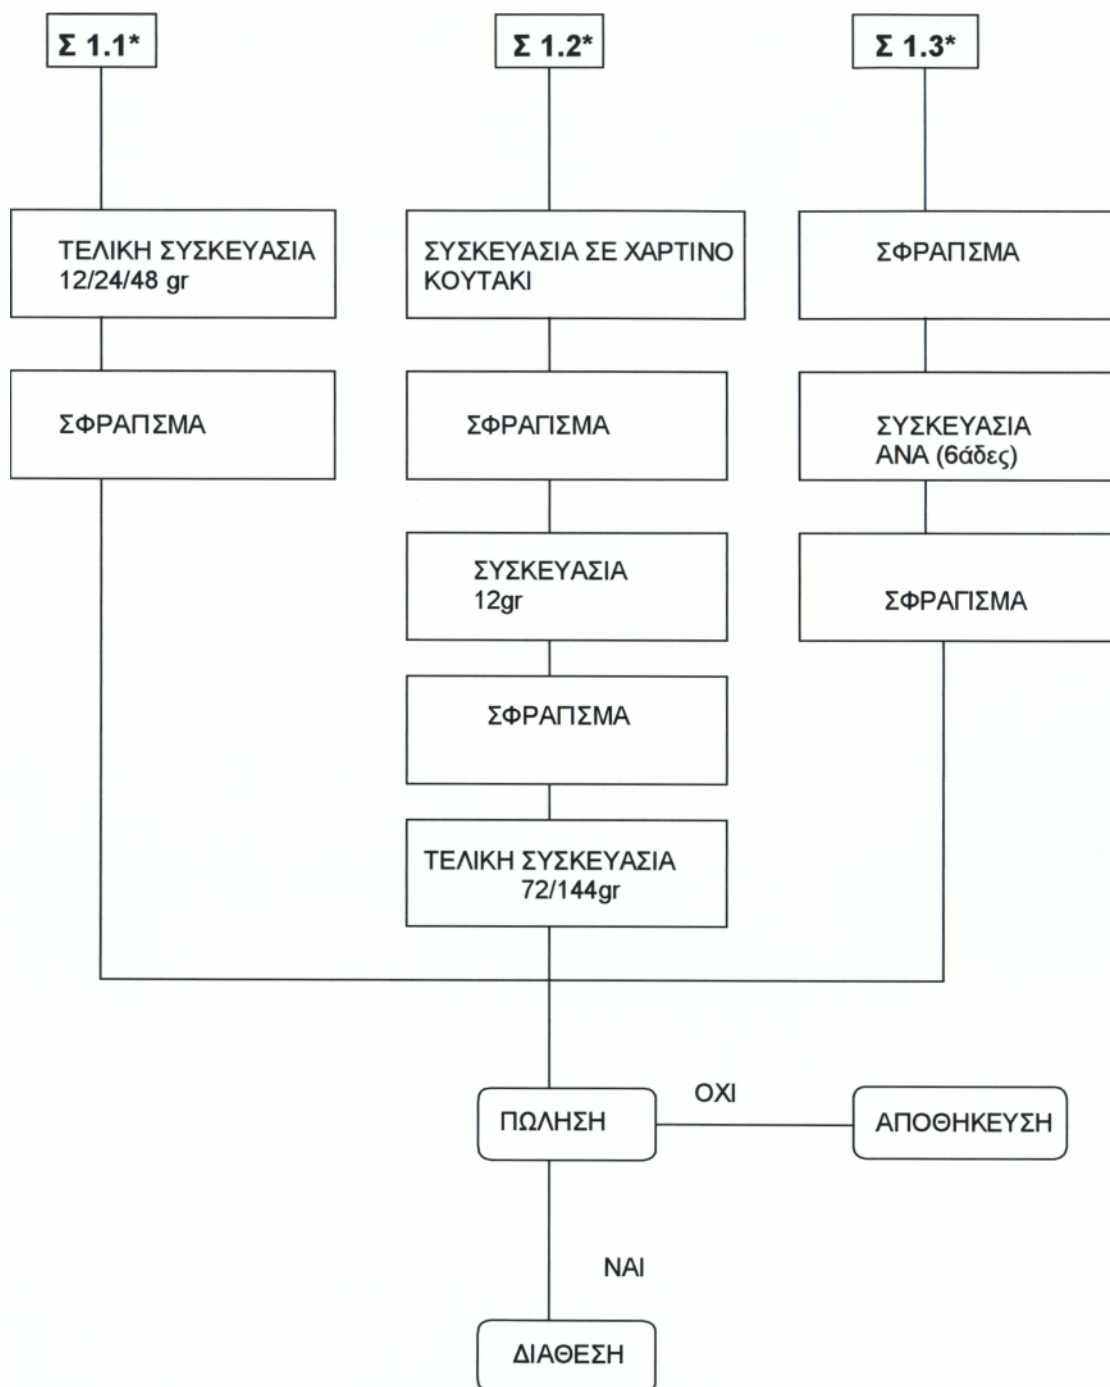 Σ 1.1*
Σ 1.2*
Σ 1.3*
ΤΕΛΙΚΗ ΣΥΣΚΕΥΑΣΙΑ
12/24/48 gr
ΣΥΣΚΕΥΑΣΙΑ ΣΕ ΧΑΡΤΙΝΟ
ΚΟΥΤΑΚΙ
ΣΦΡΑΓΙΣΜΑ
ΣΦΡΑΓΙΣΜΑ
ΣΦΡΑΓΙΣΜΑ
ΣΥΣΚΕΥΑΣΙΑ
ΑΝΑ (6άδες)
ΣΥΣΚΕΥΑΣΙΑ
12gr
ΣΦΡΑΓΙΣΜΑ
ΣΦΡΑΓΙΣΜΑ
ΤΕΛΙΚΗ ΣΥΣΚΕΥΑΣΙΑ
72/144gr
ΠΩΛΗΣΗ
ΟΧΙ
ΑΠΟΘΗΚΕΥΣΗ
ΝΑΙ
ΔΙΑΘΕΣΗ